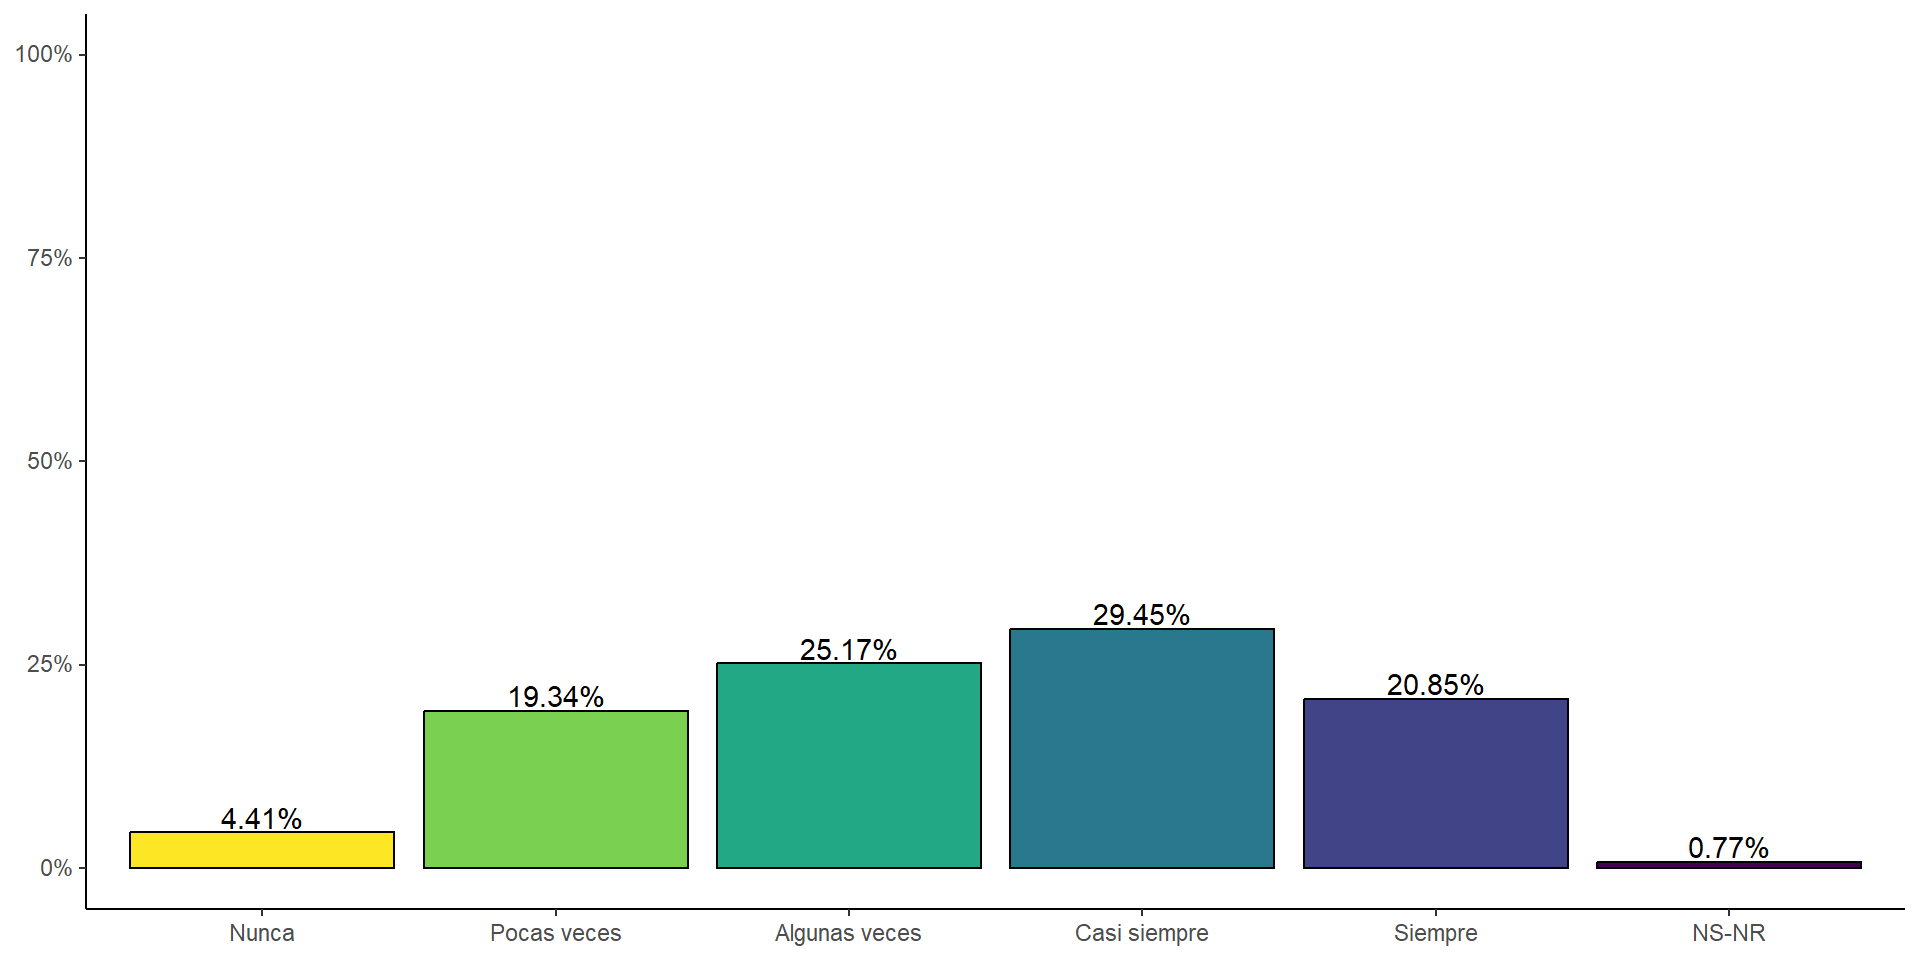 100%
75%
50%
25%
0%
4.41%
19.34%
25.17%
29.45%
20.85%
0.77%
Nunca
Pocas veces
Algunas veces
Casi siempre
Siempre
NS-NR